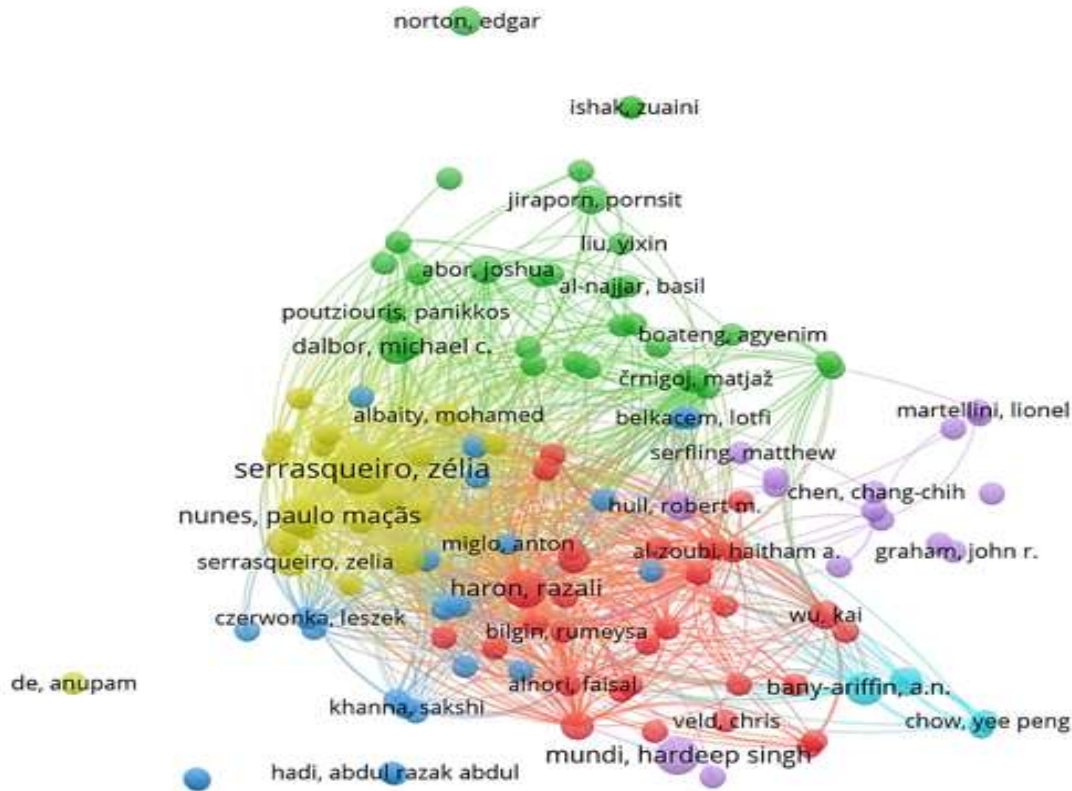 norton, edgar
ishak, zuaini
jiraporn, pornsit
liu, yixin
abor, joshua
al-najjar, basil
poutziouris, panikkos
boateng, agyenim
dalbor, michael c.
črnigoj, matjaž
martellini, lionel
albaity, mohamed
belkacem, lotfi
serfling, matthew
serrasqueiro, zélia
chen, chang-chih
hull, robert m.
nunes, paulo maçãs
miglo, anton
al-zoubi, haitham a.
graham, john r.
serrasqueiro, zelia
haron, razali
czerwonka, leszek
wu, kai
bilgin, rumeysa
de, anupam
alnori, faisal
bany-ariffin, a.n.
khanna, sakshi
veld, chris
chow, yee peng
mundi, hardeep singh
hadi, abdul razak abdul